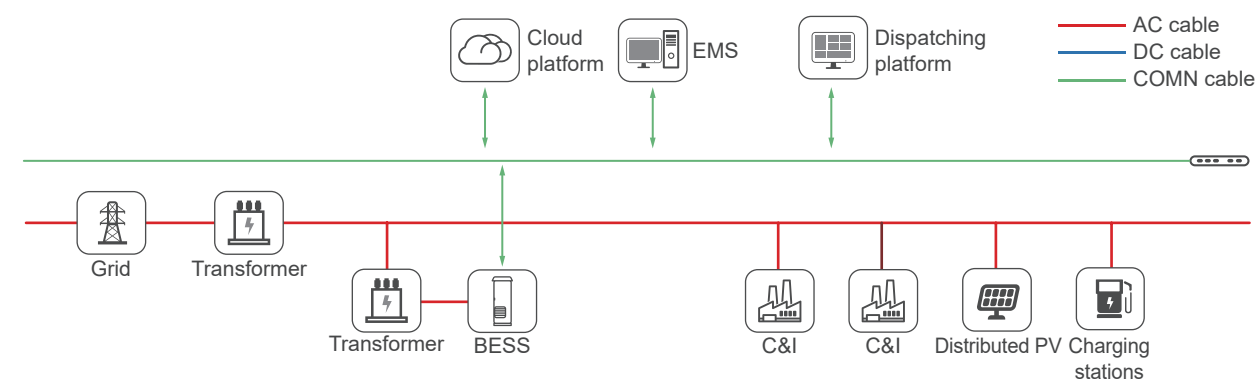 Cloud
platform
EMS
Dispatching
platform
AC cable
DC cable
COMN cable
Grid
Transformer
Transformer
BESS
C&I
C&I
Distributed PV
Charging
stations